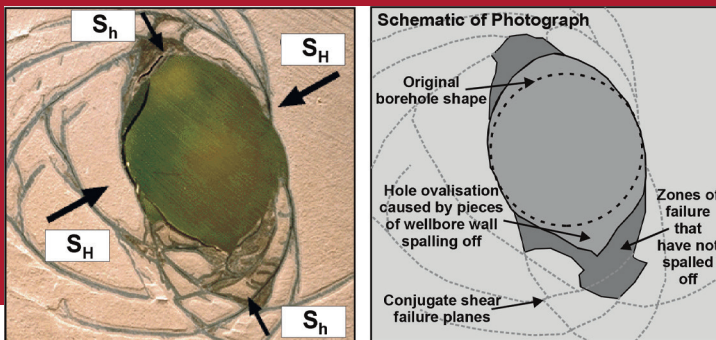 Sh
SH
SH
Sh
Schematic of Photograph
Original
borehole shape
Hole ovalisation
caused by pieces
of wellbore wall
spalling off
Zones of
failure
that
have not
spalled
off
Conjugate shear
failure planes